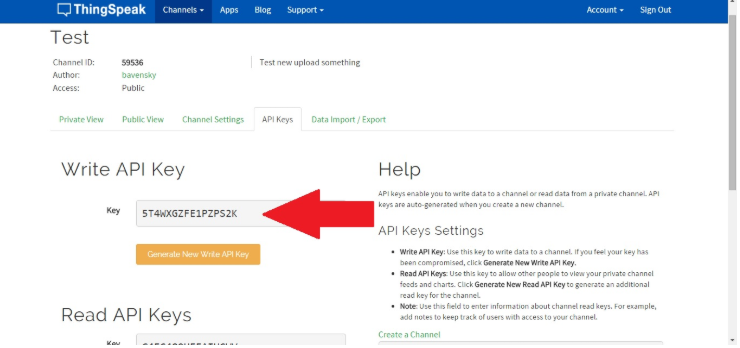 ThingSpeak Channels Apps Blog Support Account Sign Out
Test
Channel ID: 59536
Author: bavensky
Access: Public
Test new upload something
Private View Public View Channel Settings API Keys Data Import / Export
Write API Key
Key 5T4WXGZFE1PZPS2K
Generate New Write API Key
Read API Keys
Key
Help
API keys enable you to write data to a channel or read data from a private channel. API
keys are auto-generated when you create a new channel.
API Keys Settings
Write API Key: Use this key to write data to a channel. If you feel your key has
been compromised, click Generate New Write API Key.
Read API Keys: Use this key to allow other people to view your private channel
feeds and charts. Click Generate New Read API Key to generate an additional
read key for the channel.
Note: Use this field to enter information about channel read keys. For example,
add notes to keep track of users with access to your channel.
Create a Channel